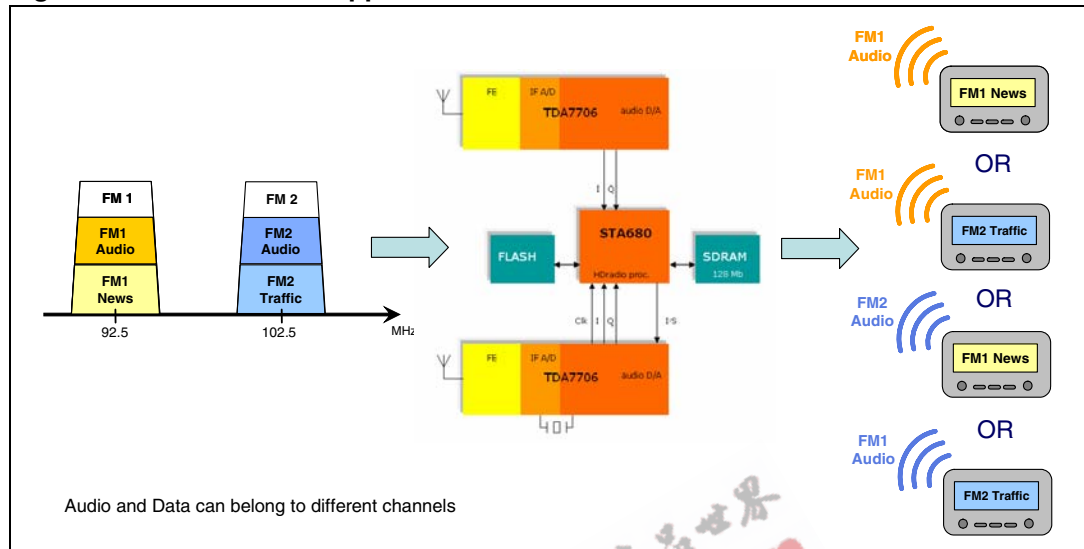 FM 1
FM1
Audio
FM1
News
92.5
FM 2
FM2
Audio
FM2
Traffic
102.5
MHz
FE
IF A/D
TDA7706
audio D/A
I Q
FLASH
STA680
HDradio proc.
SDRAM
128 Mb
Clk I Q
I²S
FE
IF A/D
TDA7706
audio D/A
FM1
Audio
FM1 News
OR
FM1
Audio
FM2 Traffic
OR
FM2
Audio
FM1 News
OR
FM1
Audio
FM2 Traffic
Audio and Data can belong to different channels